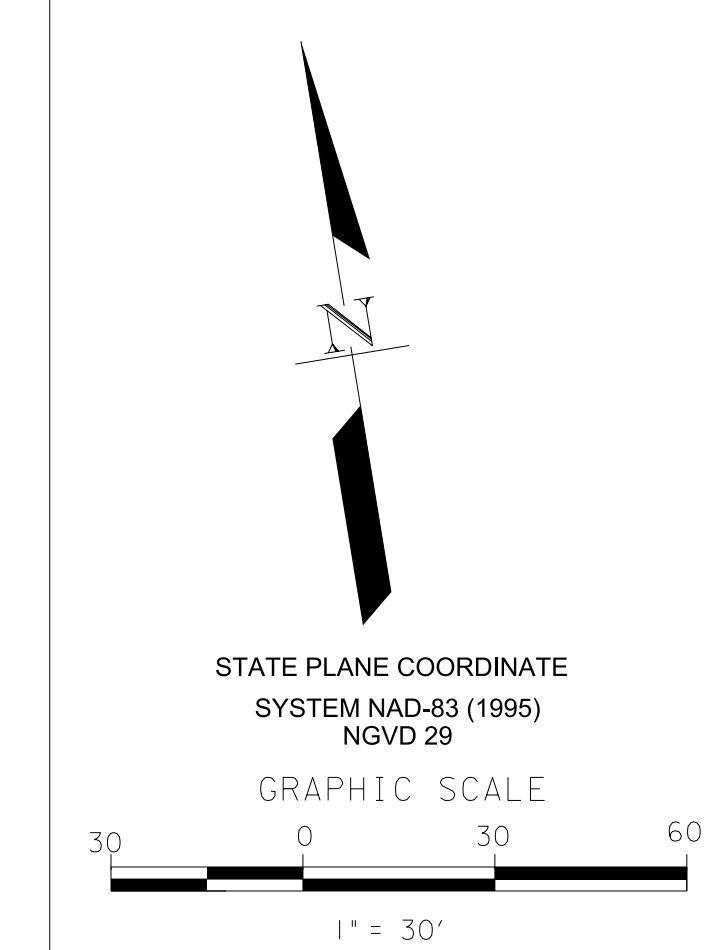 N
STATE PLANE COORDINATE
SYSTEM NAD-83 (1995)
NGVD 29
GRAPHIC SCALE
30 0 30 60
1" = 30'